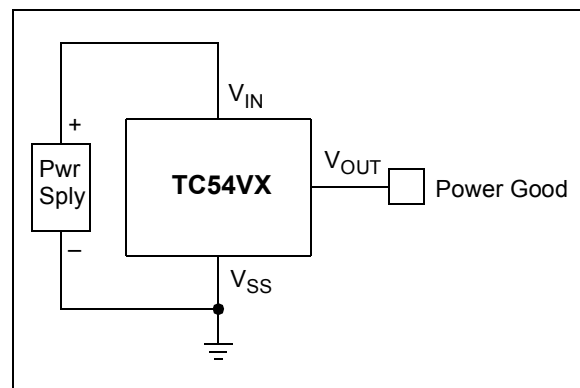 V_IN
+
Pwr
Sply
–
TC54VX
V_OUT
Power Good
V_SS